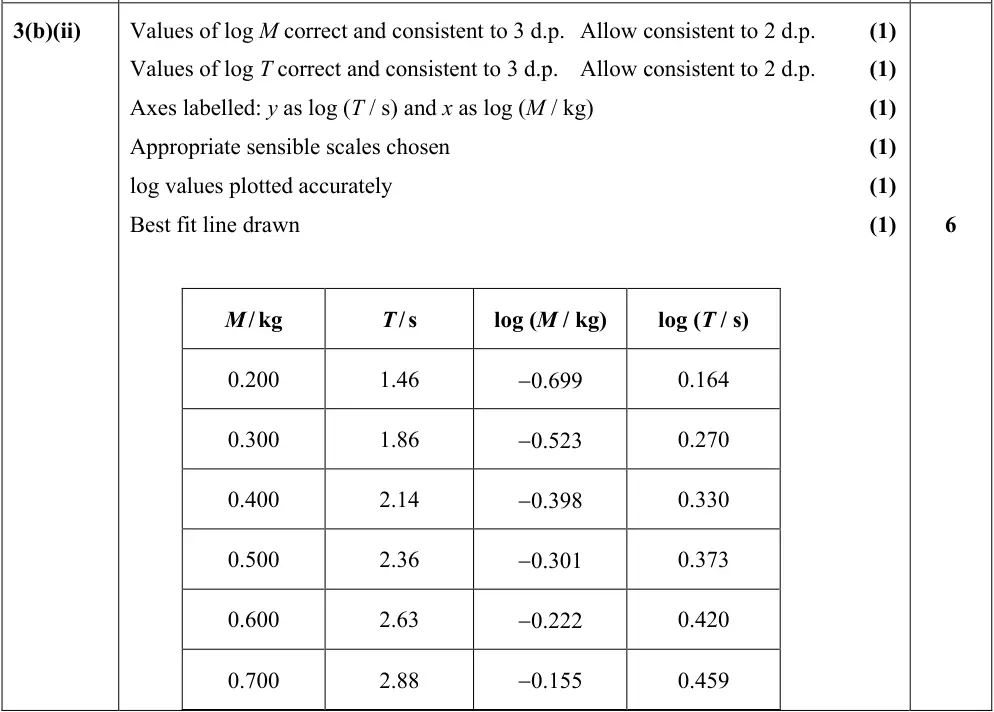 3(b)(ii) Values of log M correct and consistent to 3 d.p. Allow consistent to 2 d.p. (1)
Values of log T correct and consistent to 3 d.p. Allow consistent to 2 d.p. (1)
Axes labelled: y as log (T / s) and x as log (M / kg) (1)
Appropriate sensible scales chosen (1)
log values plotted accurately (1)
Best fit line drawn (1) 6
M / kg T / s log (M / kg) log (T / s)
0.200 1.46 −0.699 0.164
0.300 1.86 −0.523 0.270
0.400 2.14 −0.398 0.330
0.500 2.36 −0.301 0.373
0.600 2.63 −0.222 0.420
0.700 2.88 −0.155 0.459